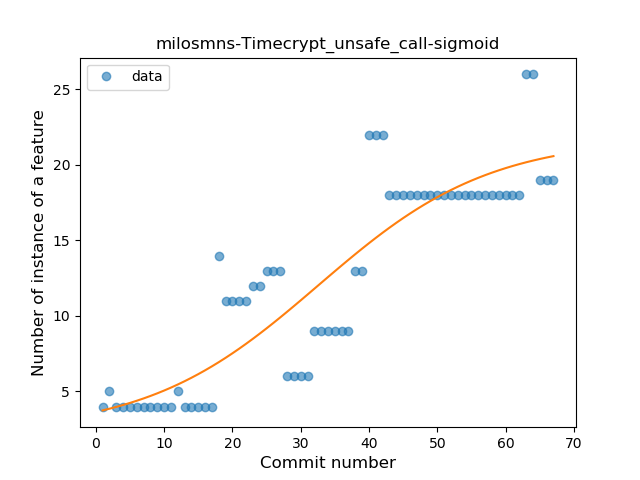 milosmns-Timecrypt_unsafe_call-sigmoid
data
Number of instance of a feature
25
20
15
10
5
0 10 20 30 40 50 60 70
Commit number